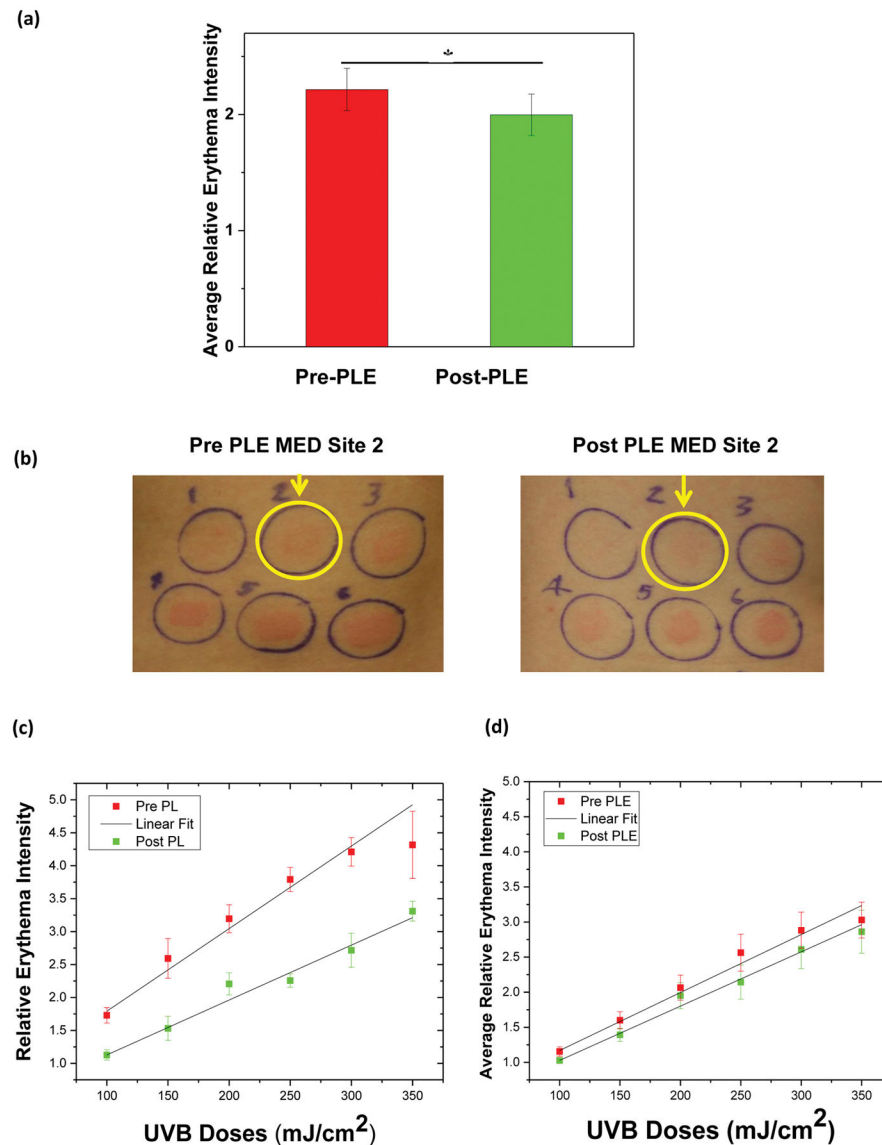 (a)
*
Average Relative Erythema Intensity
2
0
Pre-PLE
Post-PLE
(b)
Pre PLE MED Site 2
Post PLE MED Site 2
1
2
3
4
5
6
1
2
3
4
5
6
(c)
Relative Erythema Intensity
5.0
4.5
4.0
3.5
3.0
2.5
2.0
1.5
1.0
Pre PL
Linear Fit
Post PL
100
150
200
250
300
350
UVB Doses (mJ/cm²)
(d)
Average Relative Erythema Intensity
5.0
4.5
4.0
3.5
3.0
2.5
2.0
1.5
1.0
Pre PLE
Linear Fit
Post PLE
100
150
200
250
300
350
UVB Doses (mJ/cm²)